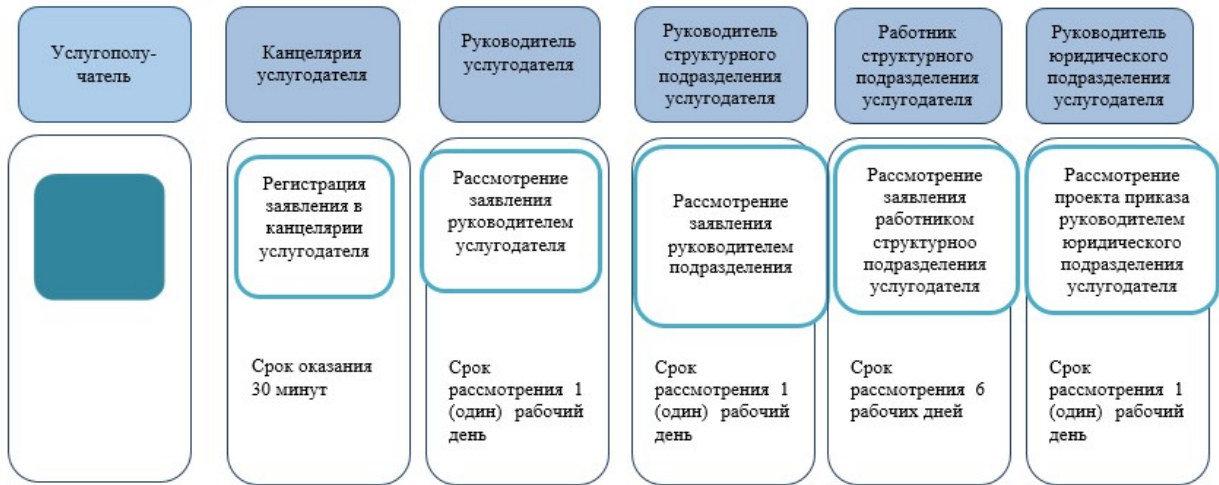 Услугополу-
чатель
Канцелярия
услугодателя
Руководитель
услугодателя
Руководитель
структурного
подразделения
услугодателя
Работник
структурного
подразделения
услугодателя
Руководитель
юридического
подразделения
услугодателя
Регистрация
заявления в
канцелярии
услугодателя
Срок оказания
30 минут
Рассмотрение
заявления
руководителем
услугодателя
Срок
рассмотрения 1
(один) рабочий
день
Рассмотрение
заявления
руководителем
подразделения
Срок
рассмотрения 1
(один) рабочий
день
Рассмотрение
заявления
работником
структурноо
подразделения
услугодателя
Срок
рассмотрения 6
рабочих дней
Рассмотрение
проекта приказа
руководителем
юридического
подразделения
услугодателя
Срок
рассмотрения 1
(один) рабочий
день